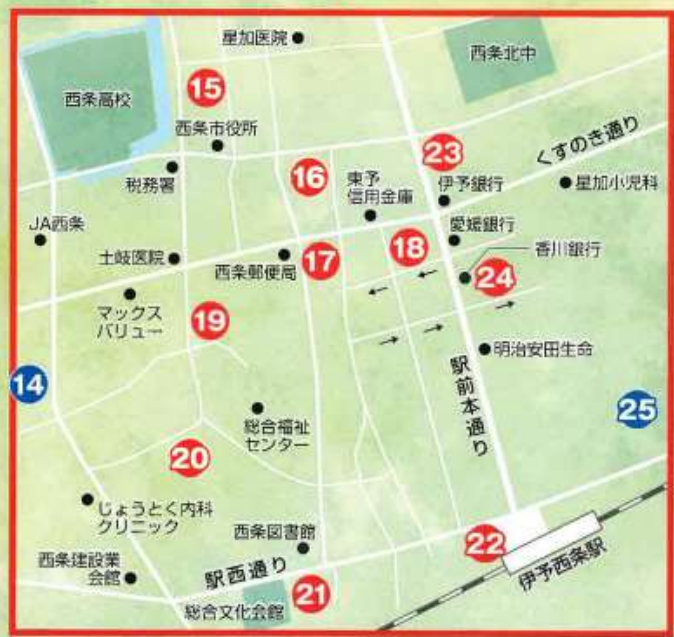 星加医院
西条北中
西条高校
15
西条市役所
23
くすのき通り
税務署
16
東予
信用金庫
伊予銀行
星加小児科
JA西条
愛媛銀行
土岐医院
西条郵便局
17
18
香川銀行
24
マックス
バリュー
19
明治安田生命
14
駅前本通り
25
総合福祉
センター
20
じょうとく内科
クリニック
西条図書館
22
伊予西条駅
西条建設業
会館
駅西通り
21
総合文化会館